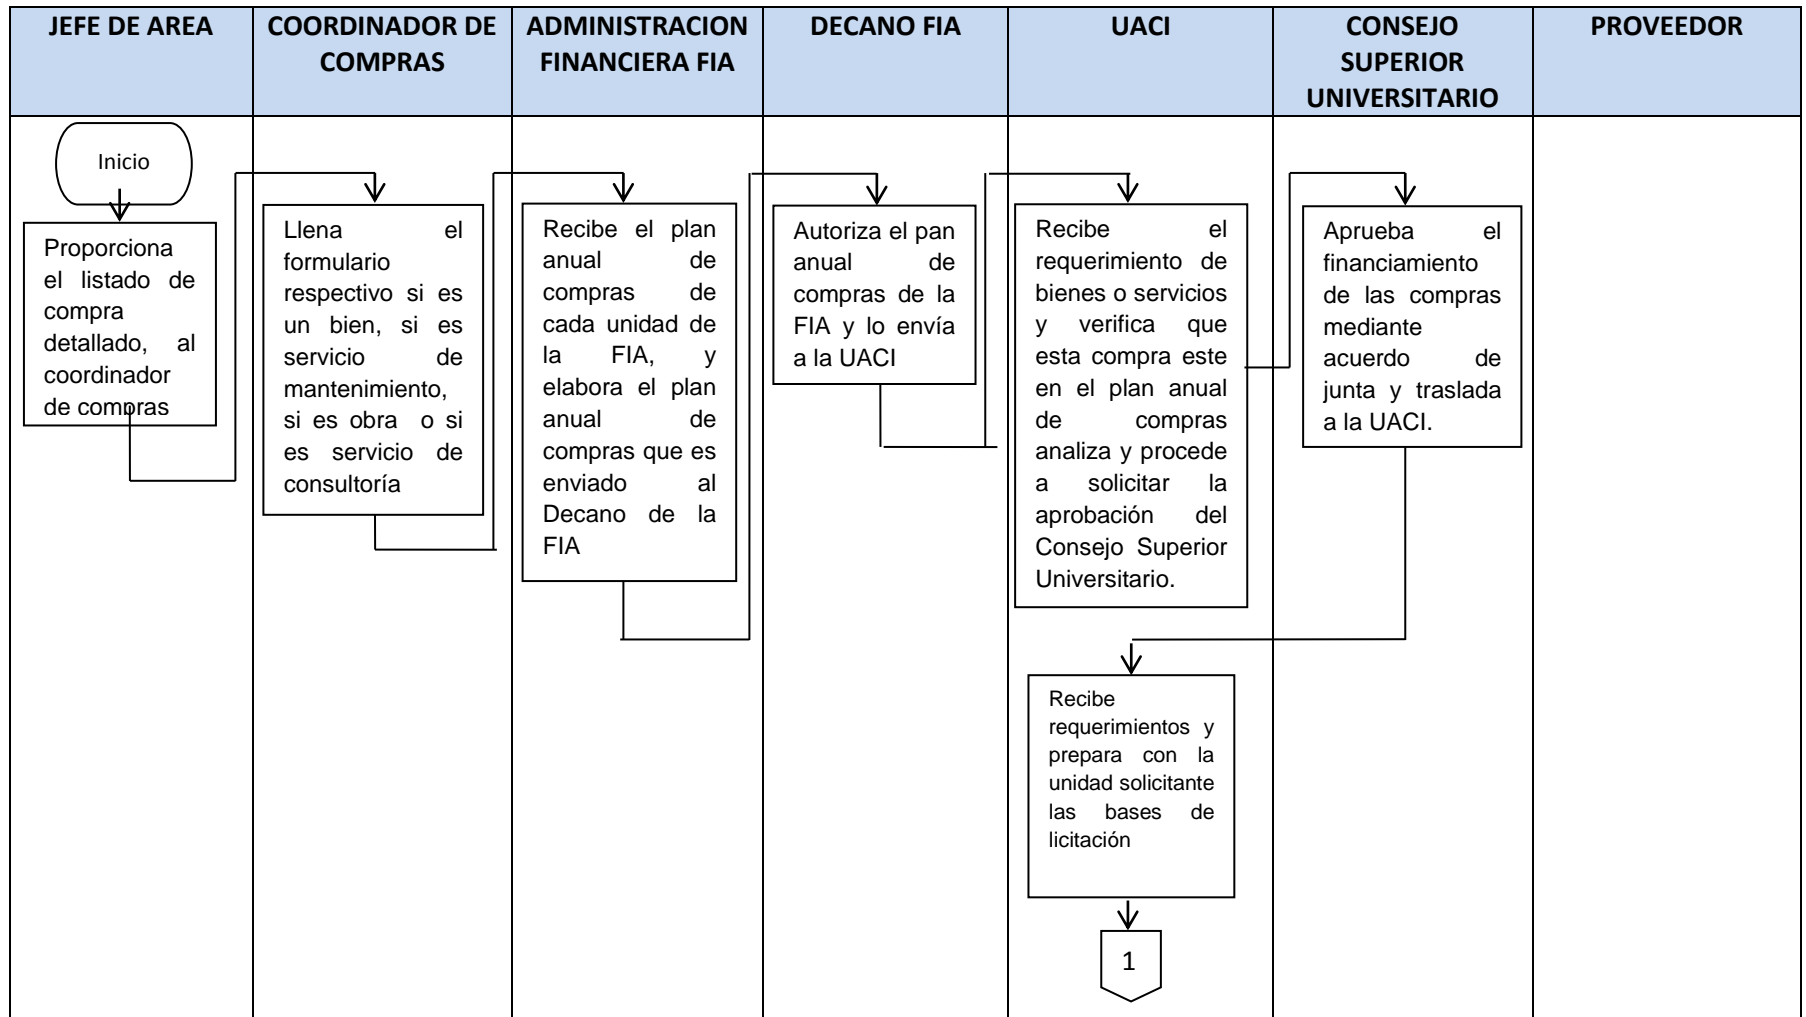 JEFE DE AREA
COORDINADOR DE
COMPRAS
ADMINISTRACION
FINANCIERA FIA
DECANO FIA
UACI
CONSEJO
SUPERIOR
UNIVERSITARIO
PROVEEDOR
Inicio
Proporciona
el listado de
compra
detallado, al
coordinador
de compras
Llena el
formulario
respectivo si es
un bien, si es
servicio de
mantenimiento,
si es obra o si
es servicio de
consultoría
Recibe el plan
anual de
compras de
cada unidad de
la FIA, y
elabora el plan
anual de
compras que es
enviado al
Decano de la
FIA
Autoriza el pan
anual de
compras de la
FIA y lo envía
a la UACI
Recibe el
requerimiento de
bienes o servicios
y verifica que
esta compra este
en el plan anual
de compras
analiza y procede
a solicitar la
aprobación del
Consejo Superior
Universitario.
Aprueba el
financiamiento
de las compras
mediante
acuerdo de
junta y traslada
a la UACI.
Recibe
requerimientos y
prepara con la
unidad solicitante
las bases de
licitación
1